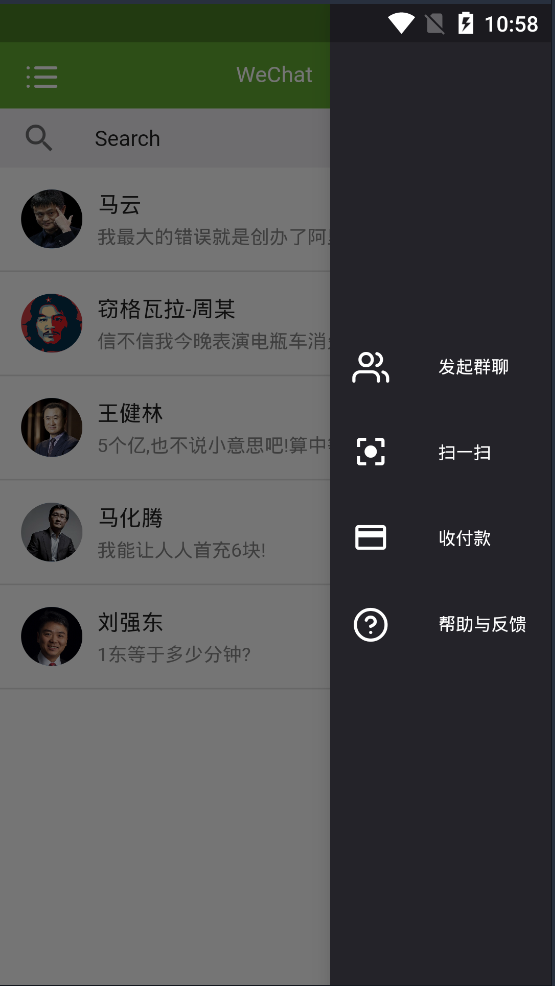 10:58
WeChat
Search
马云
我最大的错误就是创办了阿
窃格瓦拉-周某
信不信我今晚表演电瓶车消
王健林
5个亿,也不说小意思吧!算中
马化腾
我能让人人首充6块!
刘强东
1东等于多少分钟?
发起群聊
扫一扫
收付款
帮助与反馈